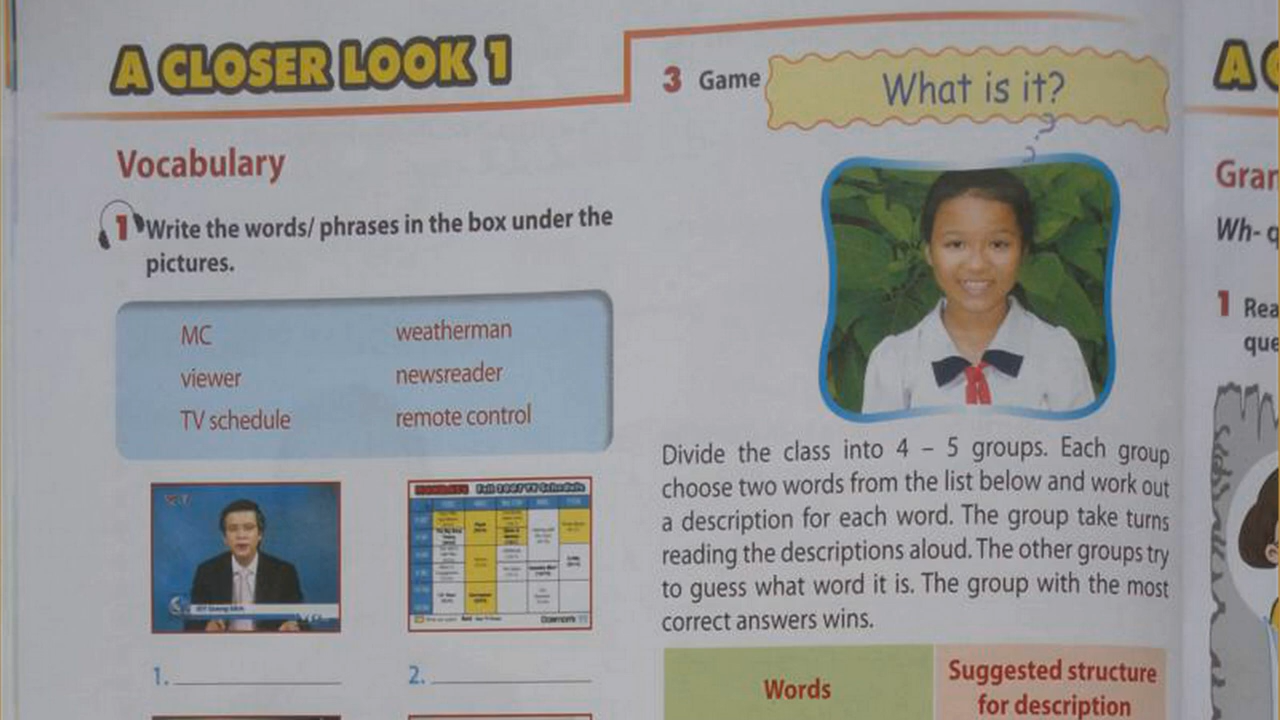 A CLOSER LOOK 1
Vocabulary
1 Write the words/ phrases in the box under the
pictures.
MC weatherman
viewer newsreader
TV schedule remote control
Fall 2007 TV Schedule
1.
2.
3 Game What is it?
Divide the class into 4 – 5 groups. Each group
choose two words from the list below and work out
a description for each word. The group take turns
reading the descriptions aloud. The other groups try
to guess what word it is. The group with the most
correct answers wins.
Words
Suggested structure
for description
A
Wh-
1